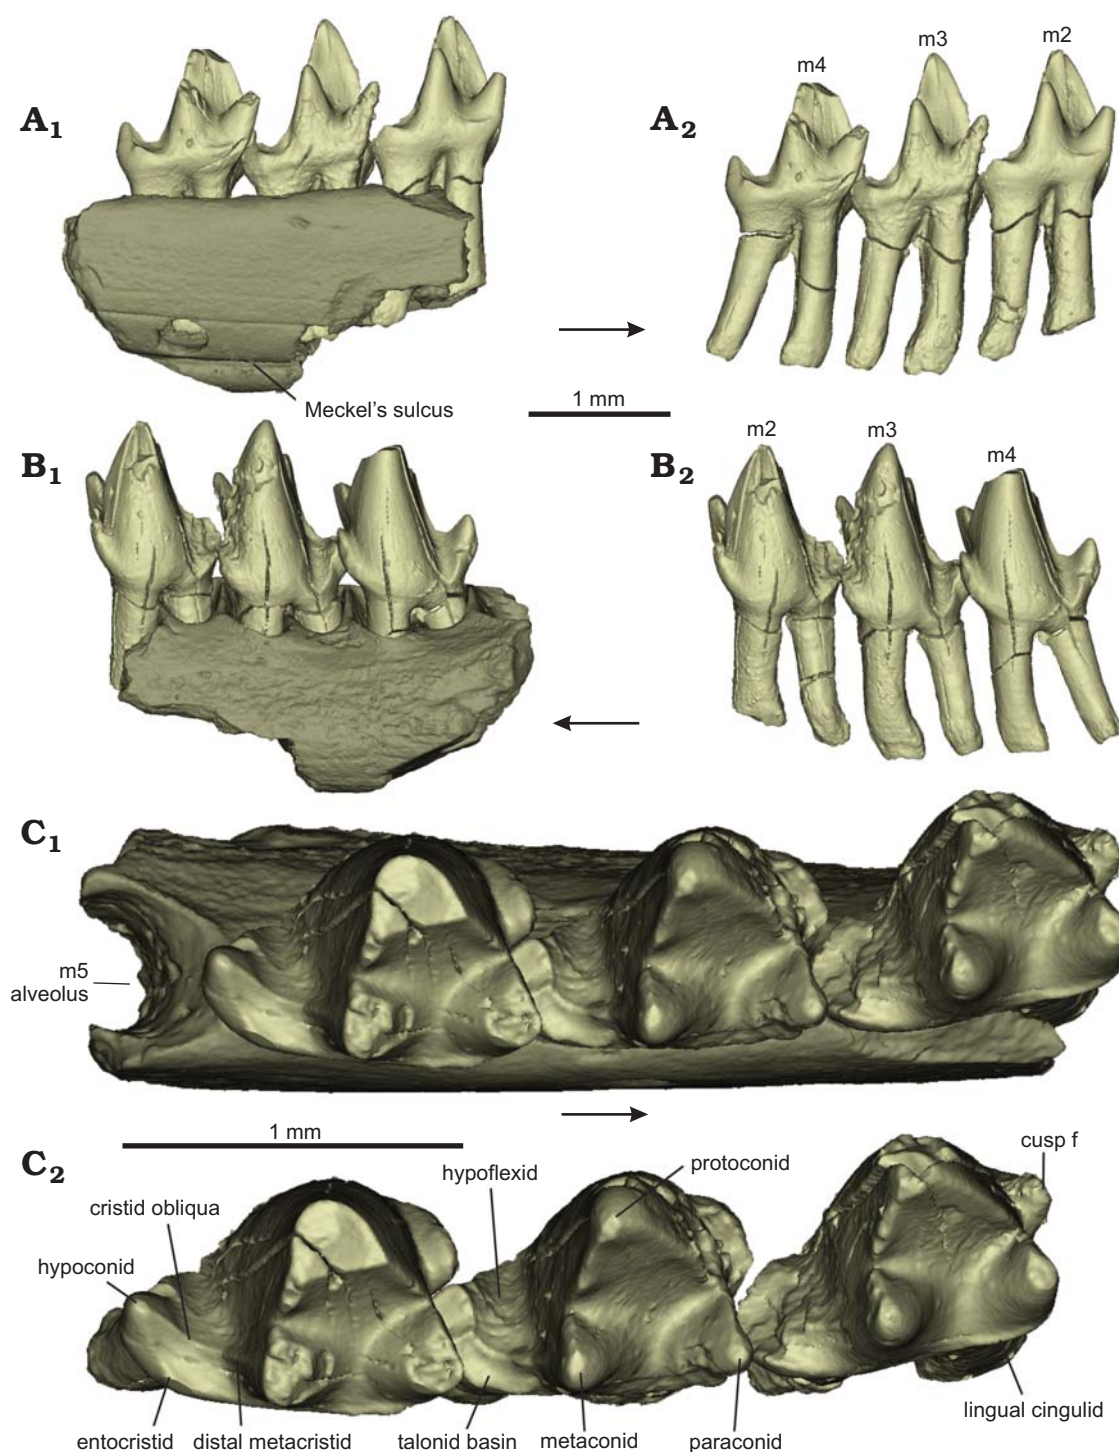 A1
A2
m4
m3
m2
Meckel's sulcus
1 mm
B1
B2
m2
m3
m4
C1
m5
alveolus
1 mm
C2
cusp f
protoconid
hypoflexid
cristid obliqua
hypoconid
lingual cingulid
entocristid
distal metacristid
talonid basin
metaconid
paraconid